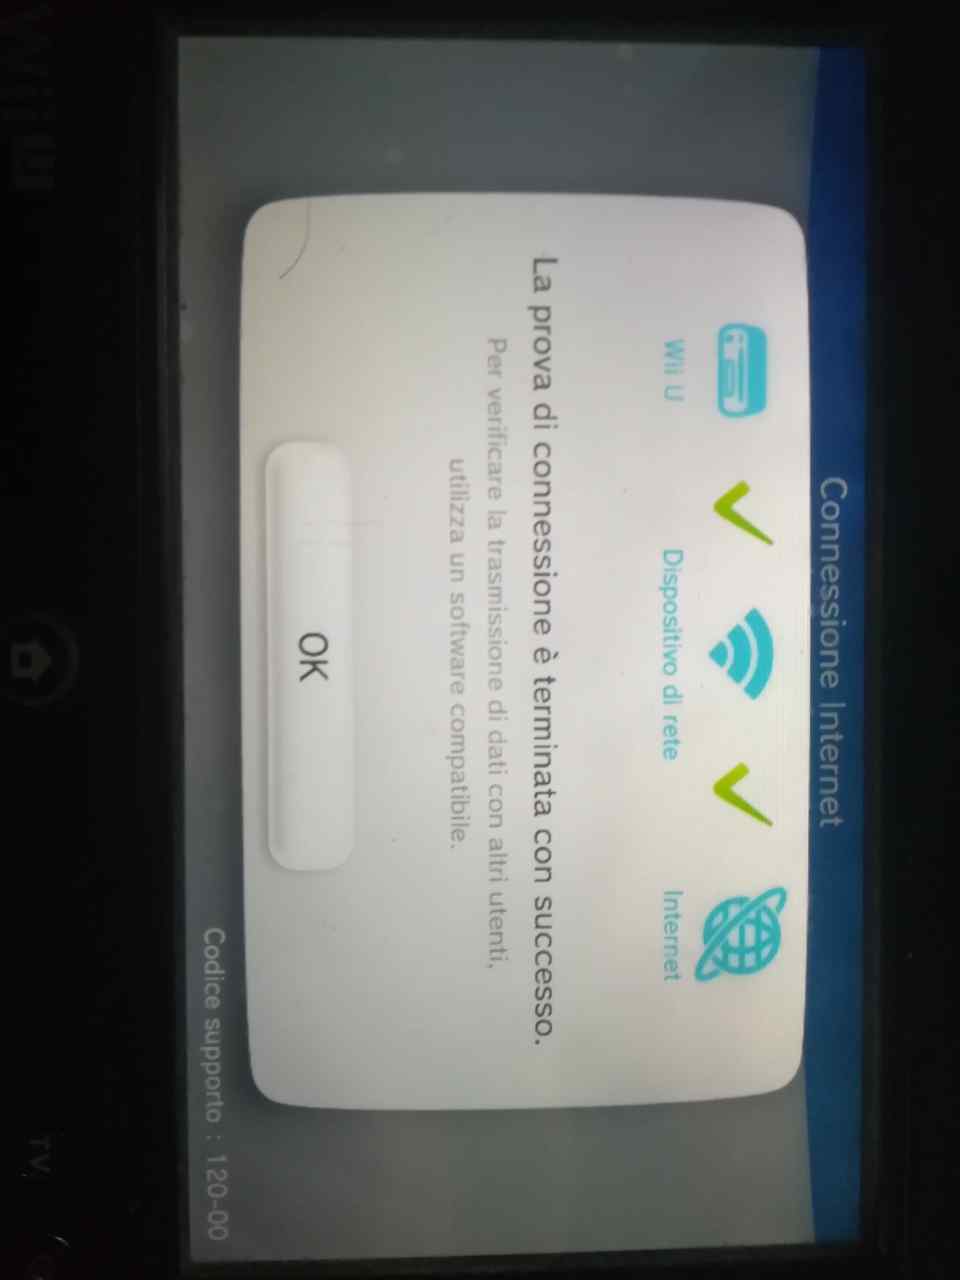 Connessione Internet
Wii U
Dispositivo di rete
Internet
La prova di connessione è terminata con successo.
Per verificare la trasmissione di dati con altri utenti,
utilizza un software compatibile.
OK
Codice supporto : 120-00
Wii U
TV